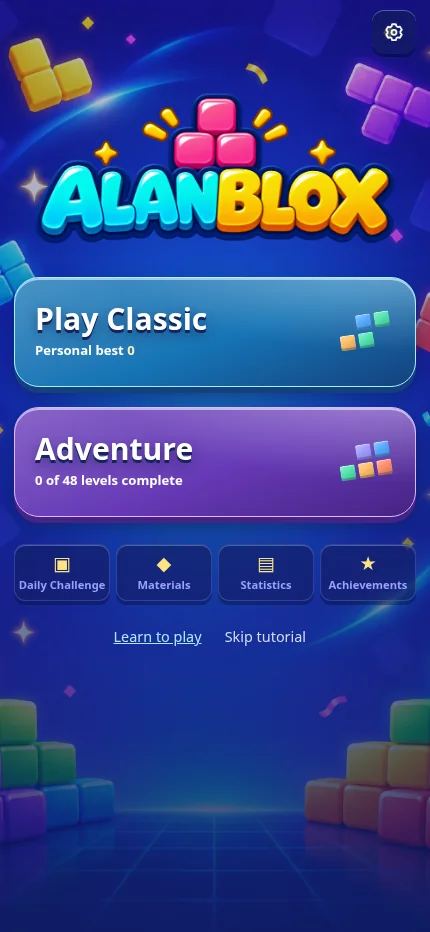 ALANBLOX
Play Classic
Personal best 0
Adventure
0 of 48 levels complete
Daily Challenge
Materials
Statistics
Achievements
Learn to play
Skip tutorial